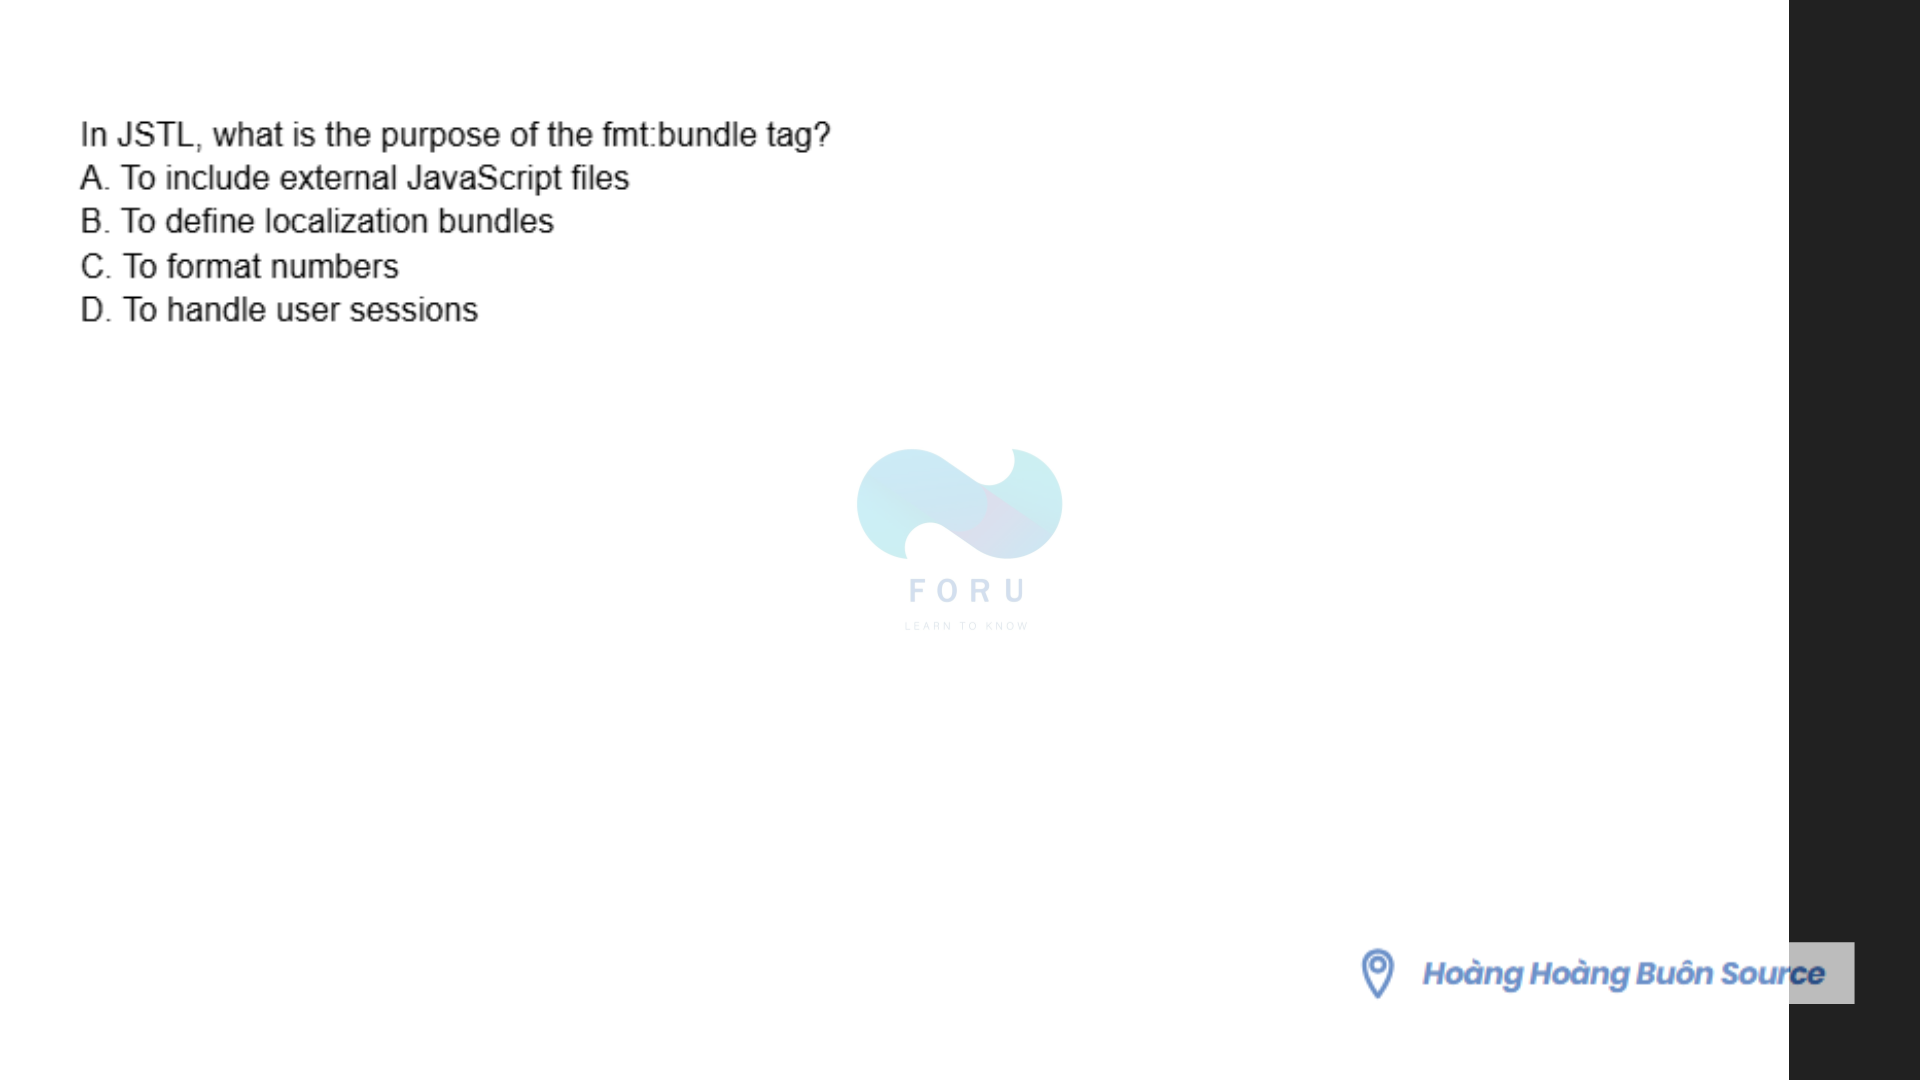 In JSTL, what is the purpose of the fmt:bundle tag?
A. To include external JavaScript files
B. To define localization bundles
C. To format numbers
D. To handle user sessions
FORU
LEARN TO KNOW
Hoàng Hoàng Buôn Source